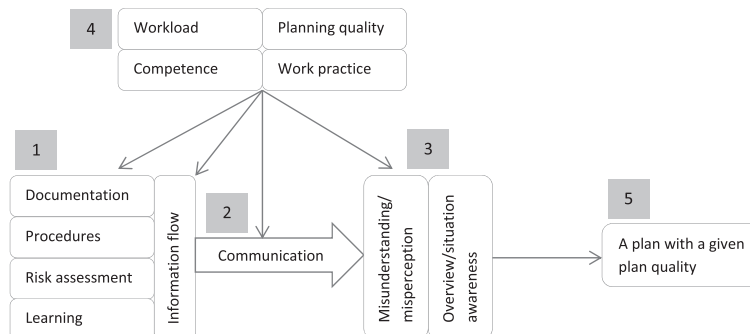 4
Workload
Planning quality
Competence
Work practice
1
Documentation
Procedures
Risk assessment
Learning
Information flow
2
Communication
3
Misunderstanding/
misperception
Overview/situation
awareness
5
A plan with a given
plan quality